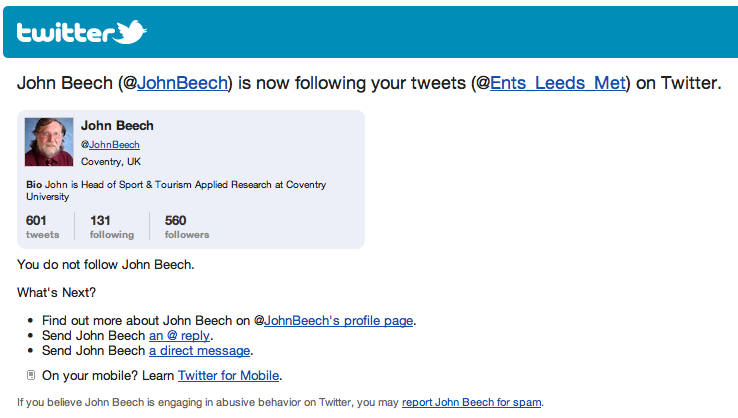 twitter
John Beech (@JohnBeech) is now following your tweets (@Ents_Leeds_Met) on Twitter.
John Beech
@JohnBeech
Coventry, UK
Bio John is Head of Sport & Tourism Applied Research at Coventry
University
601 131 560
tweets following followers
You do not follow John Beech.
What's Next?
• Find out more about John Beech on @JohnBeech's profile page.
• Send John Beech an @ reply.
• Send John Beech a direct message.
On your mobile? Learn Twitter for Mobile.
If you believe John Beech is engaging in abusive behavior on Twitter, you may report John Beech for spam.